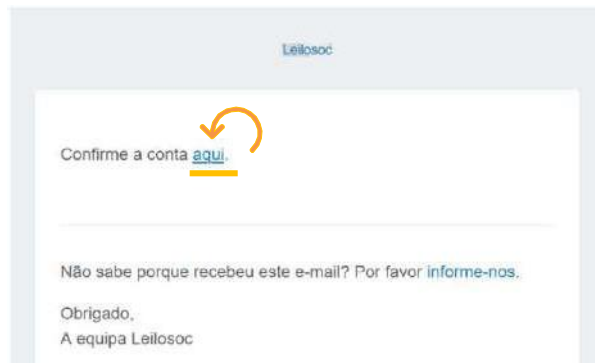 Leilosoc
Confirme a conta aqui.
Não sabe porque recebeu este e-mail? Por favor informe-nos.
Obrigado,
A equipa Leilosoc